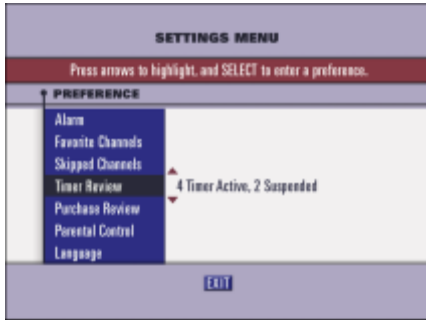 SETTINGS MENU
Press arrows to highlight, and SELECT to enter a preference.
PREFERENCE
Alarm
Favorite Channels
Skipped Channels
Timer Review
4 Timer Active, 2 Suspended
Purchase Review
Parental Control
Language
EXIT